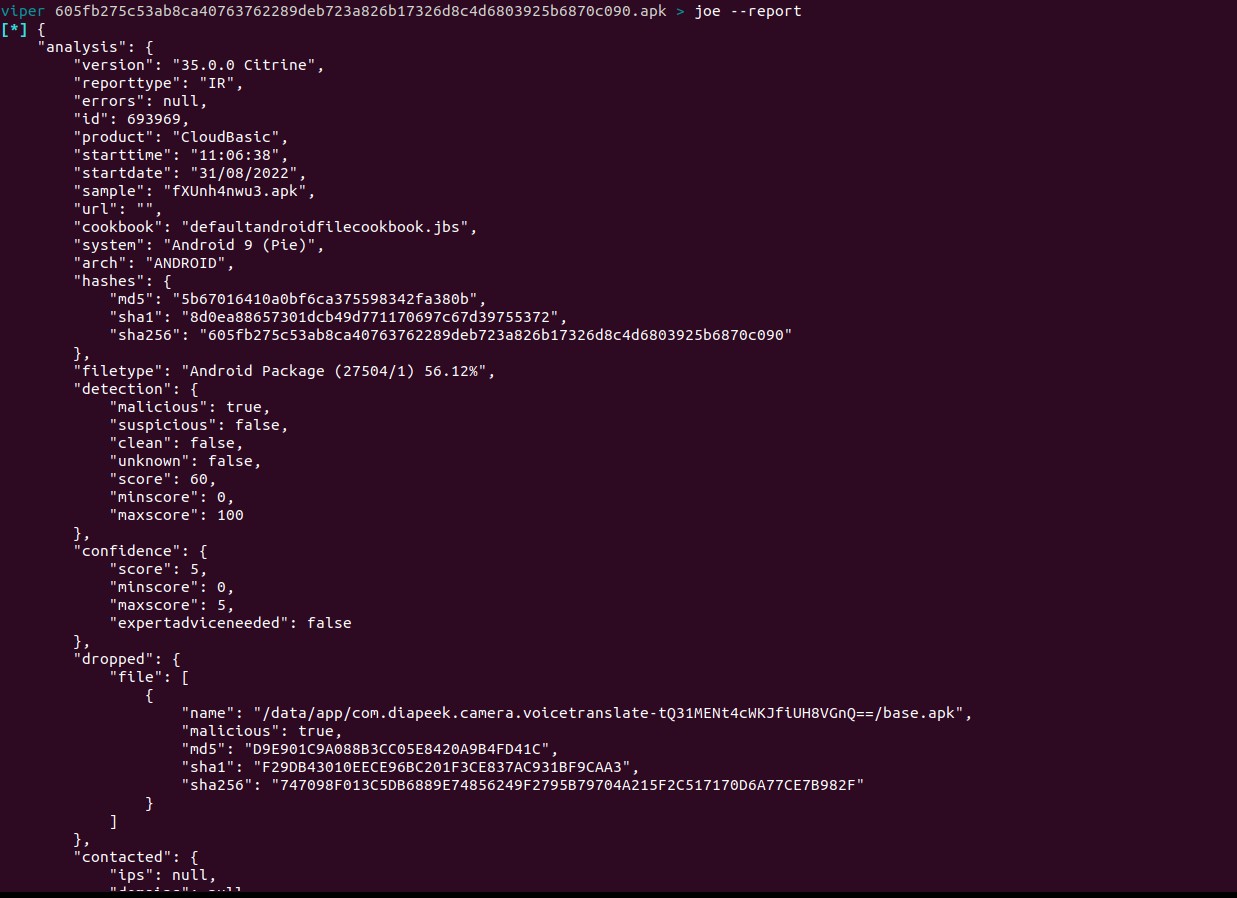 viper 605fb275c53ab8ca40763762289deb723a826b17326d8c4d6803925b6870c090.apk > joe --report
[*] {
    "analysis": {
        "version": "35.0.0 Citrine",
        "reporttype": "IR",
        "errors": null,
        "id": 693969,
        "product": "CloudBasic",
        "starttime": "11:06:38",
        "startdate": "31/08/2022",
        "sample": "fXUnh4nwu3.apk",
        "url": "",
        "cookbook": "defaultandroidfilecookbook.jbs",
        "system": "Android 9 (Pie)",
        "arch": "ANDROID",
        "hashes": {
            "md5": "5b67016410a0bf6ca375598342fa380b",
            "sha1": "8d0ea88657301dcb49d771170697c67d39755372",
            "sha256": "605fb275c53ab8ca40763762289deb723a826b17326d8c4d6803925b6870c090"
        },
        "filetype": "Android Package (27504/1) 56.12%",
        "detection": {
            "malicious": true,
            "suspicious": false,
            "clean": false,
            "unknown": false,
            "score": 60,
            "minscore": 0,
            "maxscore": 100
        },
        "confidence": {
            "score": 5,
            "minscore": 0,
            "maxscore": 5,
            "expertadviceneeded": false
        },
        "dropped": {
            "file": [
                {
                    "name": "/data/app/com.diapeek.camera.voicetranslate-tQ31MENt4cWKJfiUH8VGnQ==/base.apk",
                    "malicious": true,
                    "md5": "D9E901C9A088B3CC05E8420A9B4FD41C",
                    "sha1": "F29DB43010EECE96BC201F3CE837AC931BF9CAA3",
                    "sha256": "747098F013C5DB6889E74856249F2795B79704A215F2C517170D6A77CE7B982F"
                }
            ]
        },
        "contacted": {
            "ips": null,